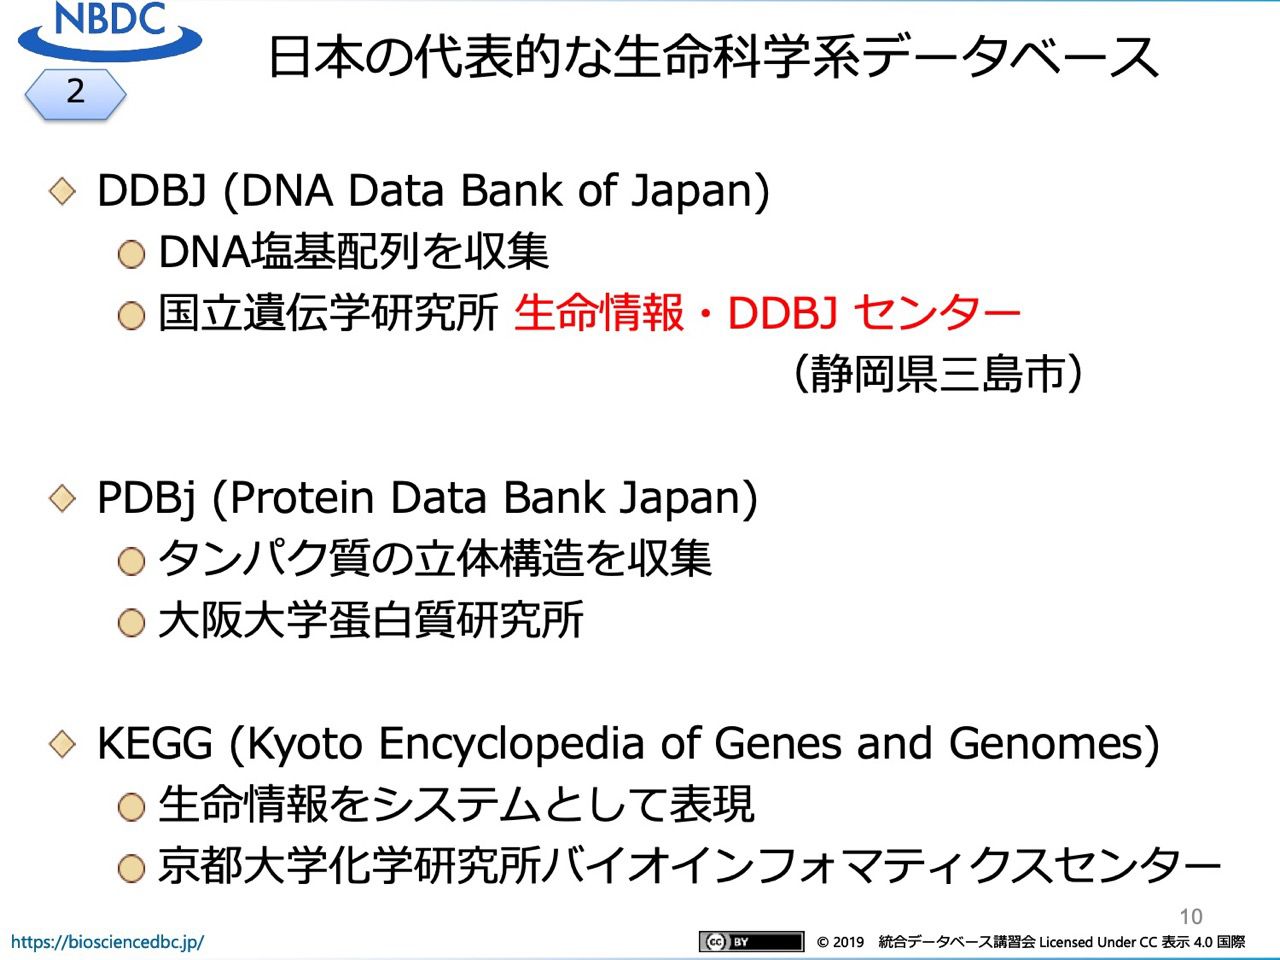 NBDC
2
日本の代表的な生命科学系データベース
DDBJ (DNA Data Bank of Japan)
DNA塩基配列を収集
国立遺伝学研究所 生命情報・DDBJ センター
（静岡県三島市）
PDBj (Protein Data Bank Japan)
タンパク質の立体構造を収集
大阪大学蛋白質研究所
KEGG (Kyoto Encyclopedia of Genes and Genomes)
生命情報をシステムとして表現
京都大学化学研究所バイオインフォマティクスセンター
10
https://biosciencedbc.jp/
cc BY © 2019 統合データベース講習会 Licensed Under CC 表示 4.0 国際